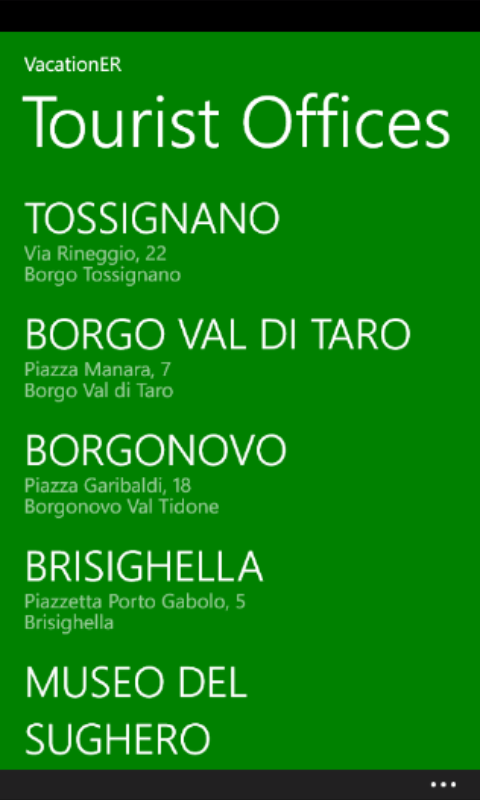 VacationER
Tourist Offices
TOSSIGNANO
Via Rineggio, 22
Borgo Tossignano
BORGO VAL DI TARO
Piazza Manara, 7
Borgo Val di Taro
BORGONOVO
Piazza Garibaldi, 18
Borgonovo Val Tidone
BRISIGHELLA
Piazzetta Porto Gabolo, 5
Brisighella
MUSEO DEL
SUGHERO